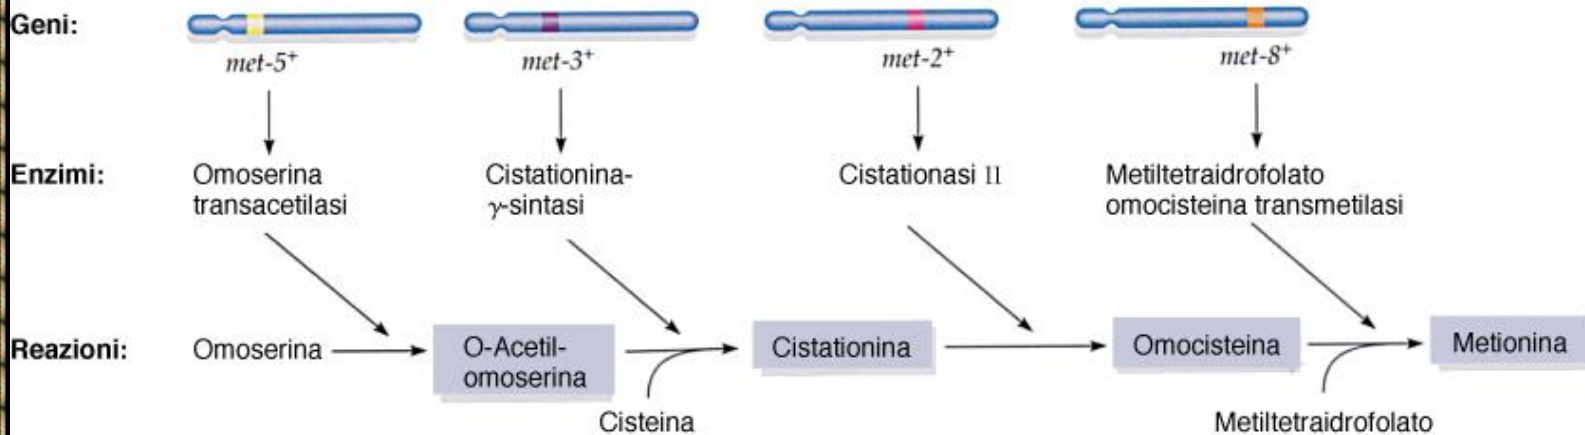 Geni:
met-5+ met-3+ met-2+ met-8+
Enzimi: Omoserina Cistationina- Cistationasi II Metiltetraidrofolato
transacetilasi γ-sintasi omocisteina transmetilasi
Reazioni: Omoserina O-Acetil- Cistationina Omocisteina Metionina
omoserina
Cisteina Metiltetraidrofolato